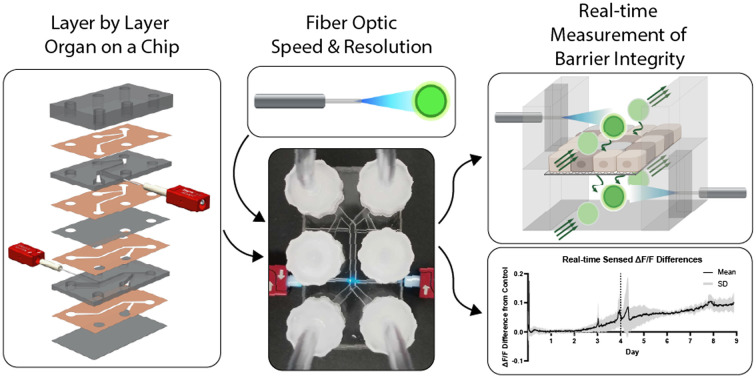 Layer by Layer
Organ on a Chip
Fiber Optic
Speed & Resolution
Real-time
Measurement of
Barrier Integrity
Real-time Sensed ΔF/F Differences
ΔF/F Difference from Control
0.2
0.1
0.0
-0.1
0
1
2
3
4
5
6
7
8
9
Day
Mean
SD